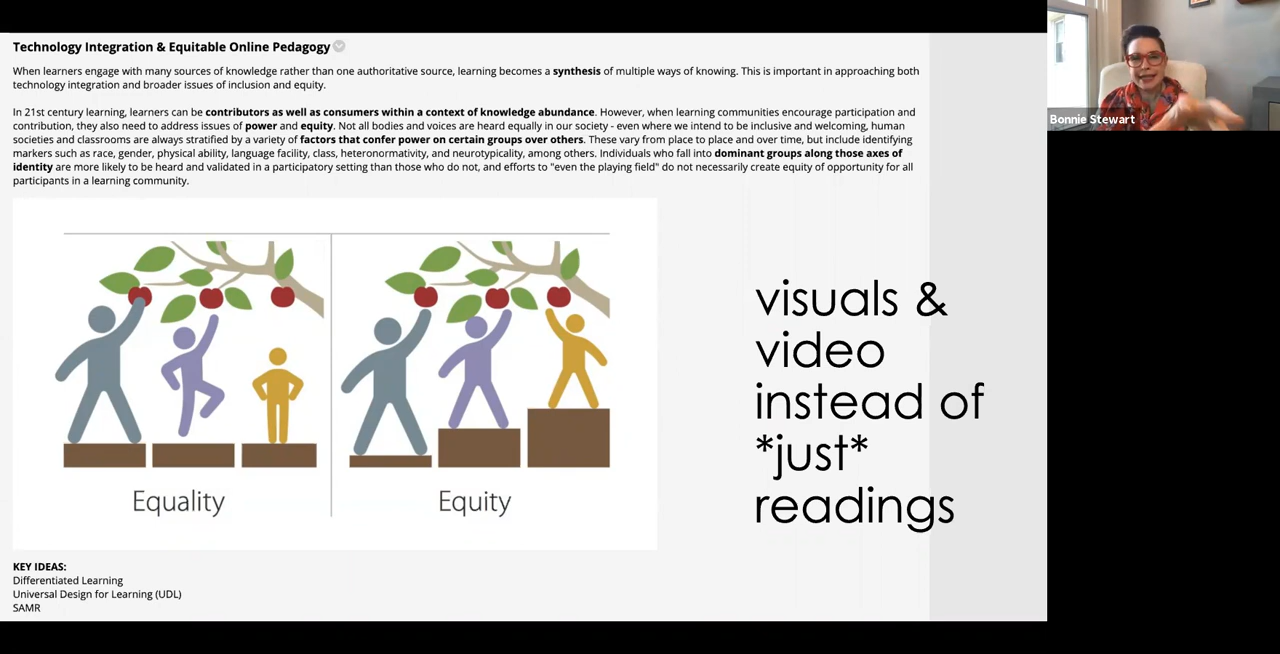 Technology Integration & Equitable Online Pedagogy
When learners engage with many sources of knowledge rather than one authoritative source, learning becomes a synthesis of multiple ways of knowing. This is important in approaching both
technology integration and broader issues of inclusion and equity.
In 21st century learning, learners can be contributors as well as consumers within a context of knowledge abundance. However, when learning communities encourage participation and
contribution, they also need to address issues of power and equity. Not all bodies and voices are heard equally in our society - even where we intend to be inclusive and welcoming, human
societies and classrooms are always stratified by a variety of factors that confer power on certain groups over others. These vary from place to place and over time, but include identifying
markers such as race, gender, physical ability, language facility, class, heteronormativity, and neurotypicality, among others. Individuals who fall into dominant groups along those axes of
identity are more likely to be heard and validated in a participatory setting than those who do not, and efforts to "even the playing field" do not necessarily create equity of opportunity for all
participants in a learning community.
Equality
Equity
KEY IDEAS:
Differentiated Learning
Universal Design for Learning (UDL)
SAMR
visuals &
video
instead of
*just*
readings
Bonnie Stewart